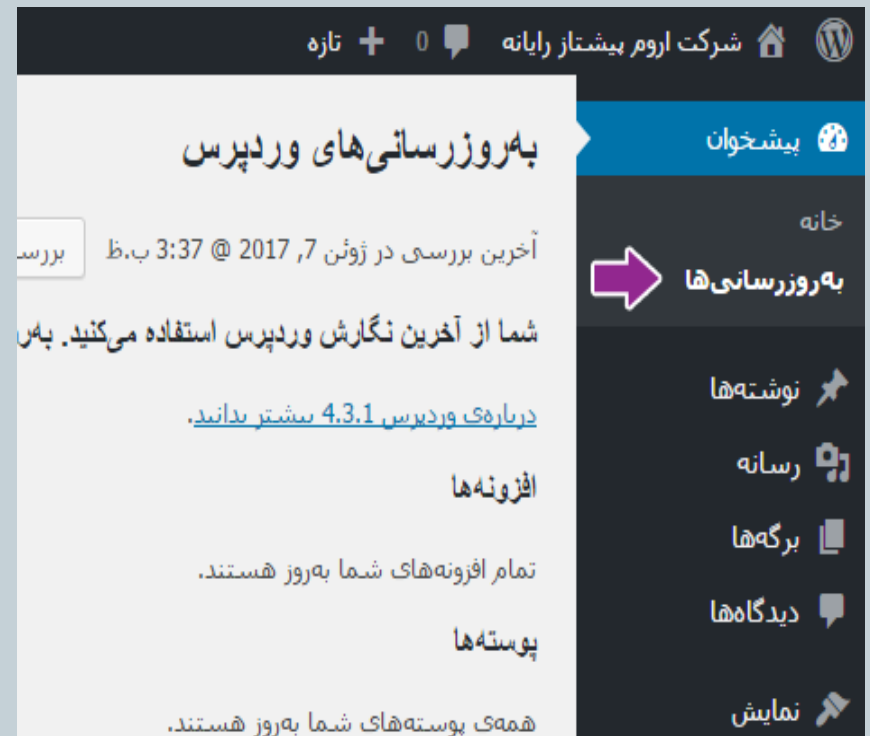 شرکت اروم پیشتاز رایانه 0 تازه
پیشخوان
خانه
به‌روزرسانی‌ها
نوشته‌ها
رسانه
برگه‌ها
دیدگاه‌ها
نمایش
به‌روزرسانی‌های وردپرس
آخرین بررسی در ژوئن 7, 2017 @ 3:37 ب.ظ
شما از آخرین نگارش وردپرس استفاده می‌کنید.
درباره‌ی وردپرس 4.3.1 بیشتر بدانید.
افزونه‌ها
تمام افزونه‌های شما به‌روز هستند.
پوسته‌ها
همه‌ی پوسته‌های شما به‌روز هستند.